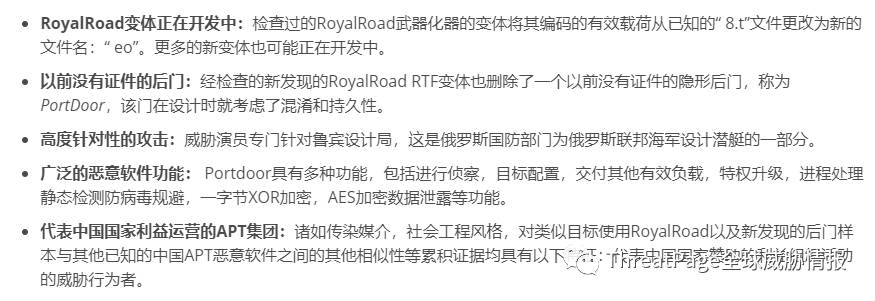 RoyalRoad变体正在开发中：检查过的RoyalRoad武器化器的变体将其编码的有效载荷从已知的“ 8.t”文件更改为新的
文件名：“ eo”。更多的新变体也可能正在开发中。
以前没有证件的后门：经检查的新发现的RoyalRoad RTF变体也删除了一个以前没有证件的隐形后门，称为
PortDoor，该门在设计时就考虑了混淆和持久性。
高度针对性的攻击：威胁演员专门针对鲁宾设计局，这是俄罗斯国防部门为俄罗斯联邦海军设计潜艇的一部分。
广泛的恶意软件功能： Portdoor具有多种功能，包括进行侦察，目标配置，交付其他有效负载，特权升级，进程处理
静态检测防病毒规避，一字节XOR加密，AES加密数据泄露等功能。
代表中国国家利益运营的APT集团：诸如传染媒介，社会工程风格，对类似目标使用RoyalRoad以及新发现的后门样
本与其他已知的中国APT恶意软件之间的其他相似性等累积证据均具有以下
的威胁行为者。
ThreatPage全球威胁情报